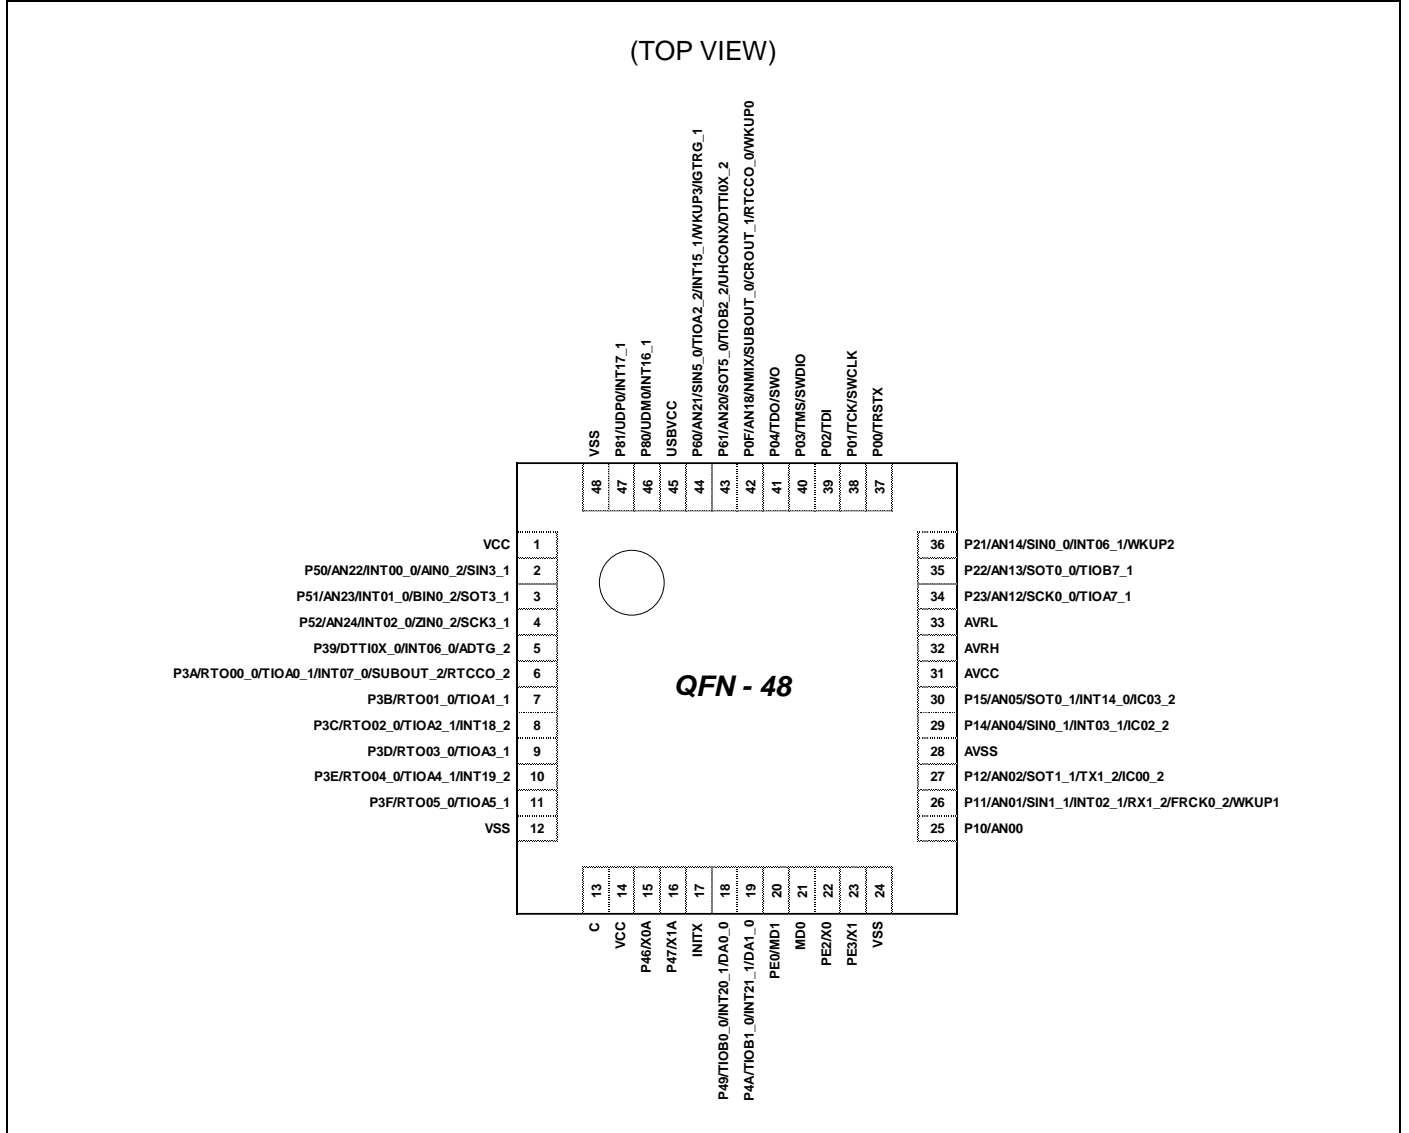 (TOP VIEW)
VSS
P81/UDP0/INT17_1
P80/UDM0/INT16_1
USBVCC
P60/AN21/SIN5_0/TIOA2_2/INT15_1/WKUP3/IGTRG_1
P61/AN20/SOT5_0/TIOB2_2/UHCONX/DTTI0X_2
P0F/AN18/NMIX/SUBOUT_0/CROUT_1/RTCCO_0/WKUP0
P04/TDO/SWO
P03/TMS/SWDIO
P02/TDI
P01/TCK/SWCLK
P00/TRSTX
48
47
46
45
44
43
42
41
40
39
38
37
VCC 1
P50/AN22/INT00_0/AIN0_2/SIN3_1 2
P51/AN23/INT01_0/BIN0_2/SOT3_1 3
P52/AN24/INT02_0/ZIN0_2/SCK3_1 4
P39/DTTI0X_0/INT06_0/ADTG_2 5
P3A/RTO00_0/TIOA0_1/INT07_0/SUBOUT_2/RTCCO_2 6
P3B/RTO01_0/TIOA1_1 7
P3C/RTO02_0/TIOA2_1/INT18_2 8
P3D/RTO03_0/TIOA3_1 9
P3E/RTO04_0/TIOA4_1/INT19_2 10
P3F/RTO05_0/TIOA5_1 11
VSS 12
QFN - 48
36 P21/AN14/SIN0_0/INT06_1/WKUP2
35 P22/AN13/SOT0_0/TIOB7_1
34 P23/AN12/SCK0_0/TIOA7_1
33 AVRL
32 AVRH
31 AVCC
30 P15/AN05/SOT0_1/INT14_0/IC03_2
29 P14/AN04/SIN0_1/INT03_1/IC02_2
28 AVSS
27 P12/AN02/SOT1_1/TX1_2/IC00_2
26 P11/AN01/SIN1_1/INT02_1/RX1_2/FRCK0_2/WKUP1
25 P10/AN00
13
14
15
16
17
18
19
20
21
22
23
24
C
VCC
P46/X0A
P47/X1A
INITX
P49/TIOB0_0/INT20_1/DA0_0
P4A/TIOB1_0/INT21_1/DA1_0
PE0/MD1
MD0
PE2/X0
PE3/X1
VSS